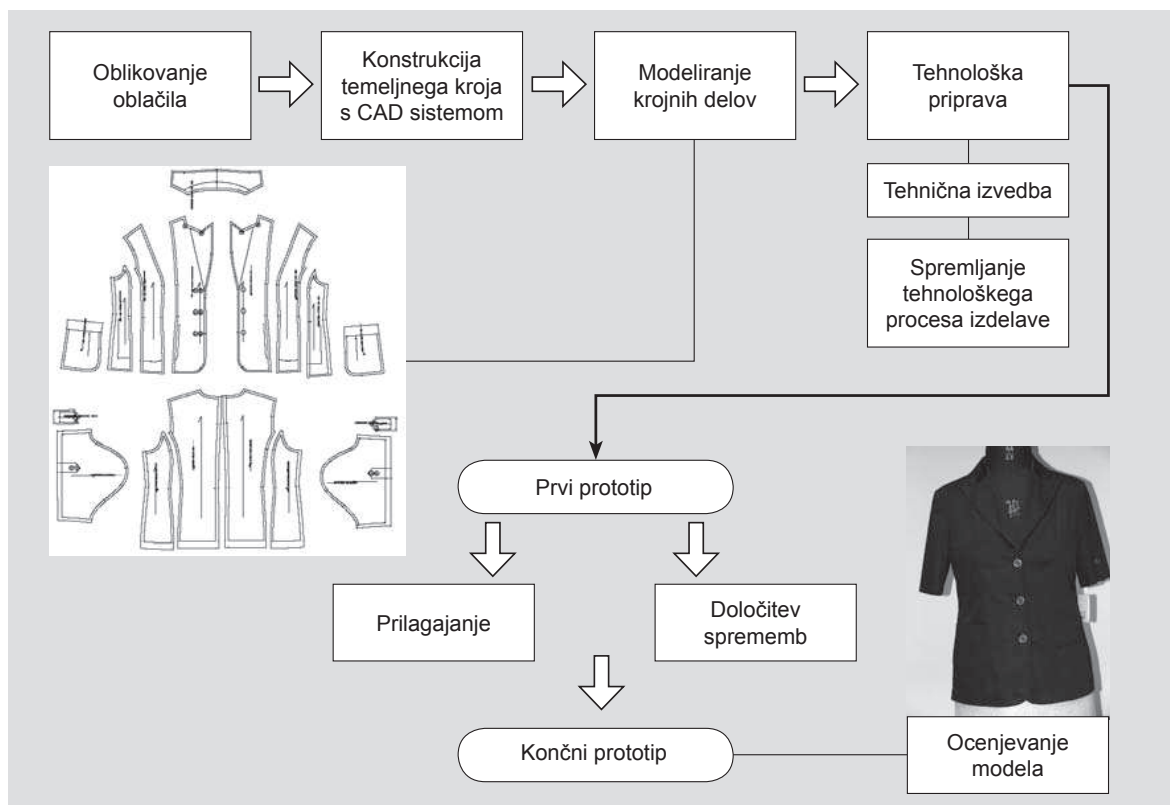 Oblikovanje
oblačila
Konstrukcija
temeljnega kroja
s CAD sistemom
Modeliranje
krojnih delov
Tehnološka
priprava
Tehnična izvedba
Spremljanje
tehnološkega
procesa izdelave
Prvi prototip
Prilagajanje
Določitev
sprememb
Končni prototip
Ocenjevanje
modela